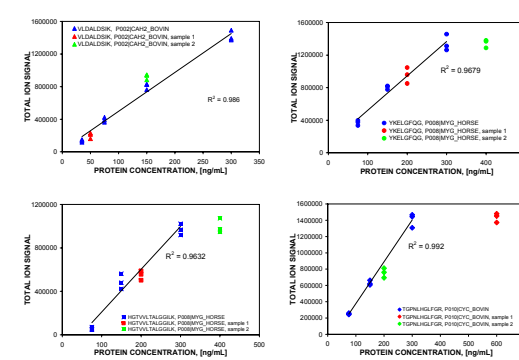 1600000
1200000
800000
400000
0
TOTAL ION SIGNAL
VLDALDSIK, P002|CAH2_BOVIN
VLDALDSIK, P002|CAH2_BOVIN, sample 1
VLDALDSIK, P002|CAH2_BOVIN, sample 2
R² = 0.986
0 50 100 150 200 250 300 350
PROTEIN CONCENTRATION, [ng/mL]
1600000
1200000
800000
400000
0
TOTAL ION SIGNAL
R² = 0.9679
YKELGFQG, P008|MYG_HORSE
YKELGFQG, P008|MYG_HORSE, sample 1
YKELGFQG, P008|MYG_HORSE, sample 2
0 100 200 300 400
PROTEIN CONCENTRATION, [ng/mL]
1200000
800000
400000
0
TOTAL ION SIGNAL
R² = 0.9632
HGTVVLTALGGILK, P008|MYG_HORSE
HGTVVLTALGGILK, P008|MYG_HORSE, sample 1
HGTVVLTALGGILK, P008|MYG_HORSE, sample 2
0 100 200 300 400 500
PROTEIN CONCENTRATION, [ng/mL]
1600000
1400000
1200000
1000000
800000
600000
400000
200000
0
TOTAL ION SIGNAL
R² = 0.992
TGPNLHGLFGR, P010|CYC_BOVIN
TGPNLHGLFGR, P010|CYC_BOVIN, sample 1
TGPNLHGLFGR, P010|CYC_BOVIN, sample 2
0 100 200 300 400 500 600
PROTEIN CONCENTRATION, [ng/mL]